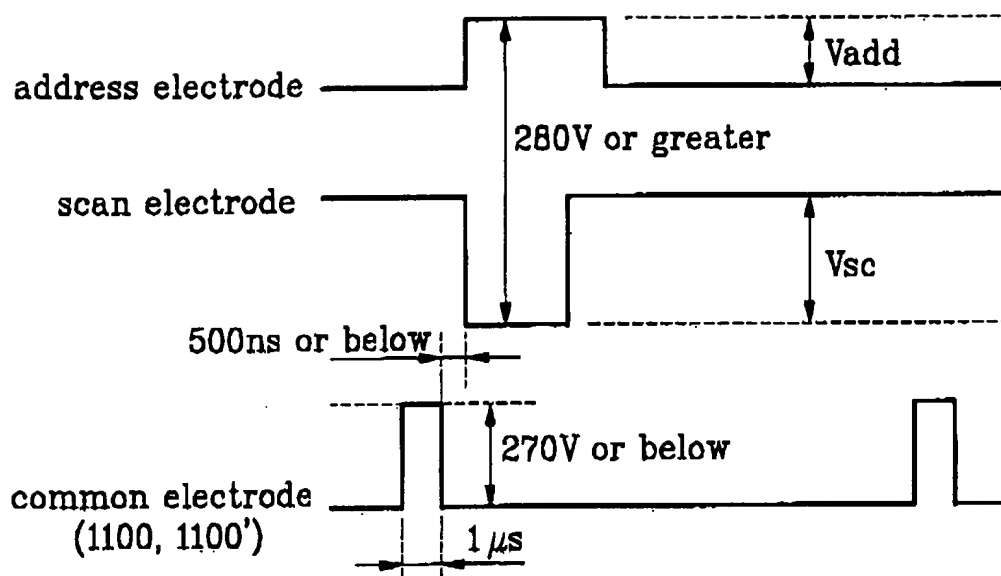 Vadd
address electrode
280V or greater
scan electrode
Vsc
500ns or below
270V or below
common electrode
(1100, 1100')
1 μs